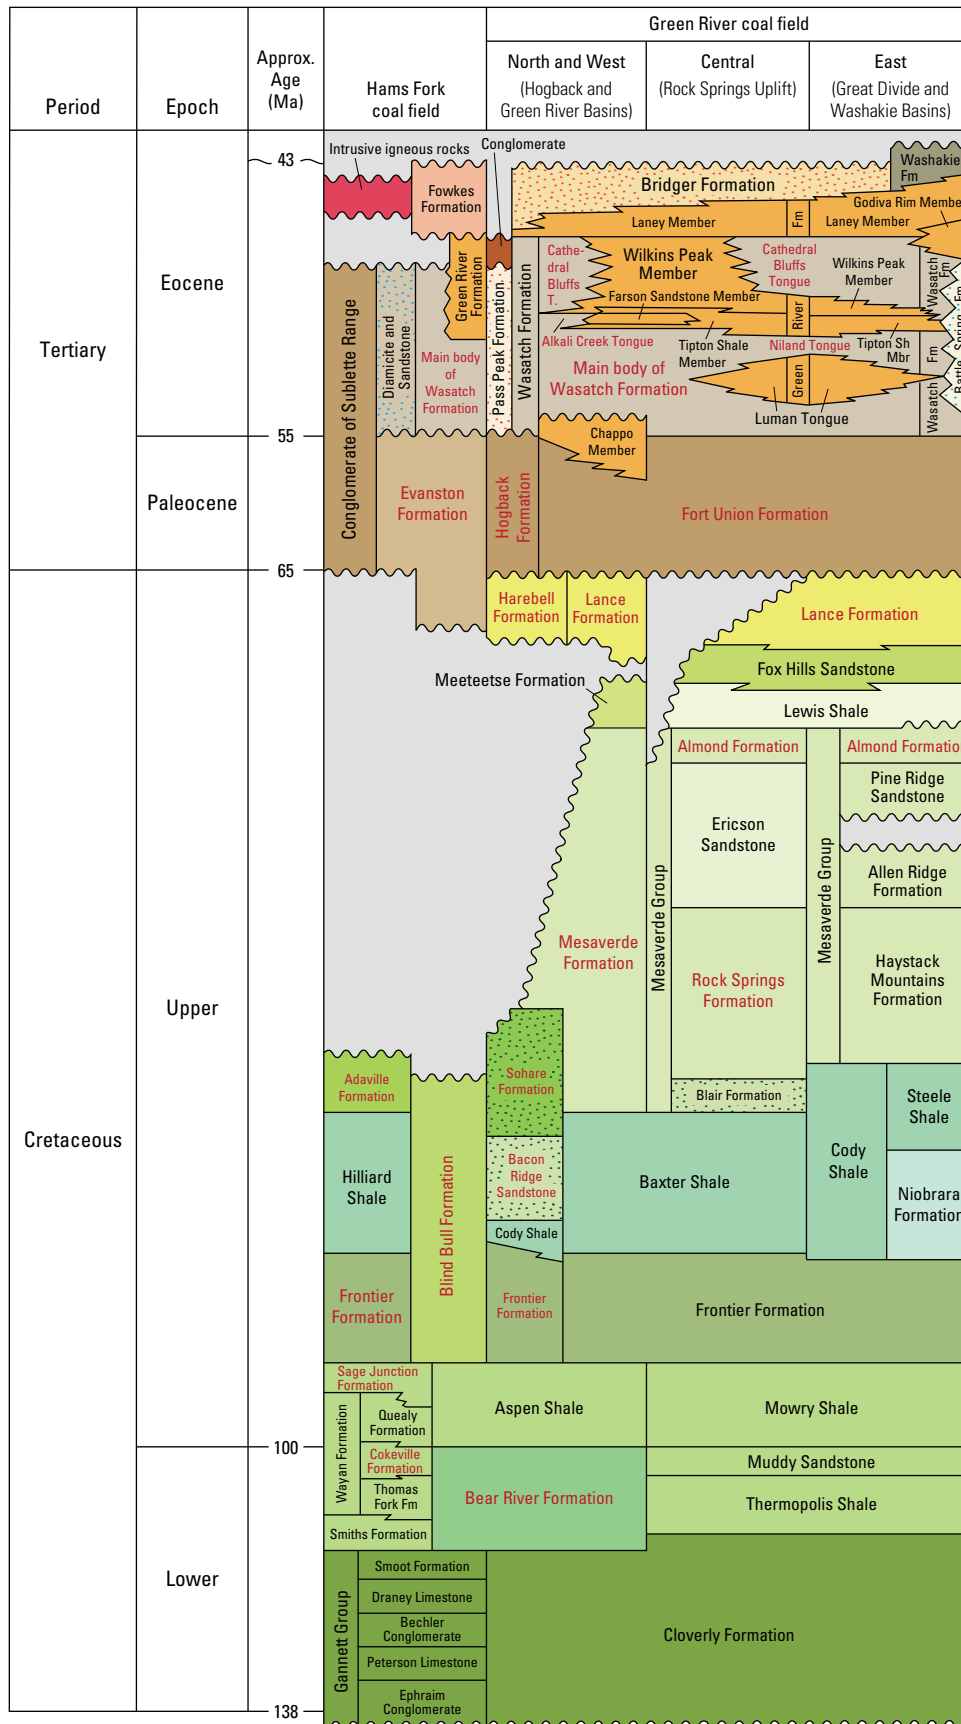 Green River coal field
Period
Epoch
Approx.
Age
(Ma)
Hams Fork
coal field
North and West
(Hogback and
Green River Basins)
Central
(Rock Springs Uplift)
East
(Great Divide and
Washakie Basins)
Tertiary
Cretaceous
Eocene
Paleocene
Upper
Lower
43
55
65
100
138
Intrusive igneous rocks
Conglomerate
Fowkes
Formation
Bridger Formation
Washakie
Fm
Godiva Rim Membe
Laney Member
Fm
Laney Member
Green River
Formation
Cathe-
dral
Bluffs
T.
Wilkins Peak
Member
Cathedral
Bluffs
Tongue
Wilkins Peak
Member
Wasatch
Fm
Farson Sandstone Member
River
Alkali Creek Tongue
Tipton Shale
Member
Niland Tongue
Tipton Sh
Mbr
Battle Spring Fm
Conglomerate of Sublette Range
Diamicite and
Sandstone
Main body
of
Wasatch
Formation
Pass Peak Formation
Wasatch Formation
Main body of
Wasatch Formation
Green
Luman Tongue
Wasatch Fm
Chappo
Member
Evanston
Formation
Hogback
Formation
Fort Union Formation
Harebell
Formation
Lance
Formation
Lance Formation
Meeteetse Formation
Fox Hills Sandstone
Lewis Shale
Almond Formation
Almond Formation
Pine Ridge
Sandstone
Ericson
Sandstone
Allen Ridge
Formation
Mesaverde Group
Mesaverde Group
Mesaverde
Formation
Rock Springs
Formation
Haystack
Mountains
Formation
Adaville
Formation
Sohare
Formation
Blair Formation
Steele
Shale
Hilliard
Shale
Blind Bull Formation
Bacon
Ridge
Sandstone
Baxter Shale
Cody
Shale
Niobrara
Formation
Cody Shale
Frontier
Formation
Frontier
Formation
Frontier Formation
Sage Junction
Formation
Wayan Formation
Quealy
Formation
Aspen Shale
Mowry Shale
Cokeville
Formation
Muddy Sandstone
Thomas
Fork Fm
Bear River Formation
Thermopolis Shale
Smiths Formation
Gannett Group
Smoot Formation
Draney Limestone
Bechler
Conglomerate
Peterson Limestone
Ephraim
Conglomerate
Cloverly Formation